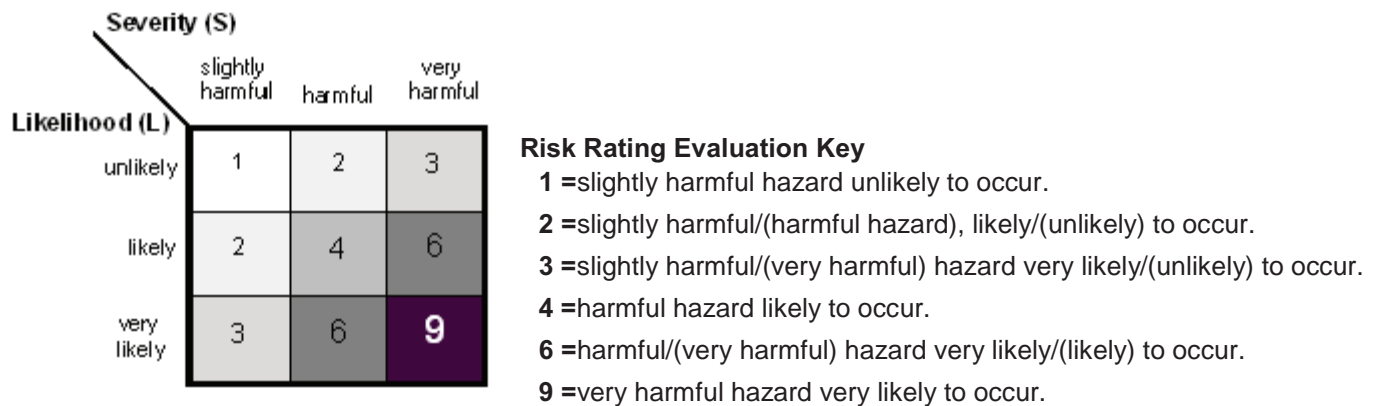 Severity (S)
slightly
harmful
harmful
very
harmful
Likelihood (L)
unlikely
1
2
3
likely
2
4
6
very
likely
3
6
9
Risk Rating Evaluation Key
1 =slightly harmful hazard unlikely to occur.
2 =slightly harmful/(harmful hazard), likely/(unlikely) to occur.
3 =slightly harmful/(very harmful) hazard very likely/(unlikely) to occur.
4 =harmful hazard likely to occur.
6 =harmful/(very harmful) hazard very likely/(likely) to occur.
9 =very harmful hazard very likely to occur.